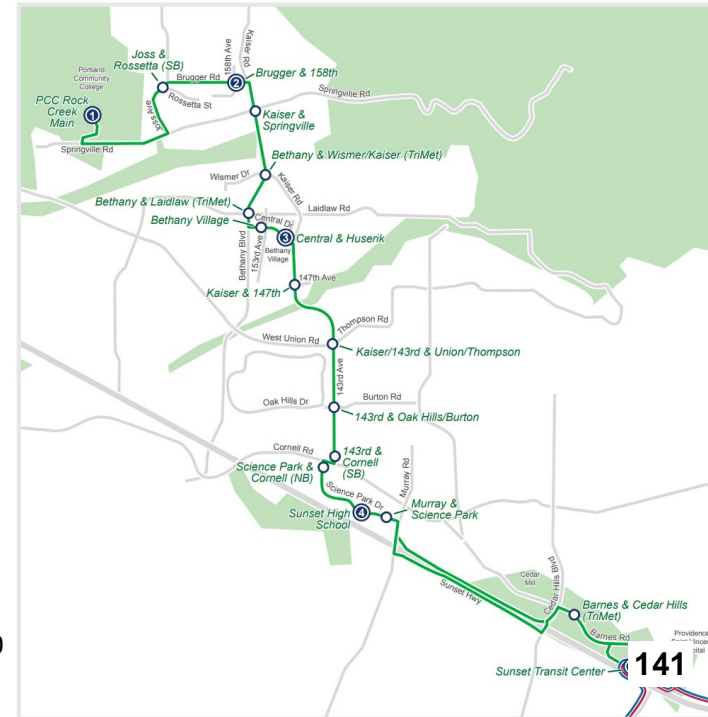 Portland
Community
College
PCC Rock
Creek
Main
1
Springville Rd
Joss &
Rossetta (SB)
Joss Ave
Rossetta St
Brugger Rd
158th Ave
Kaiser Rd
2
Brugger & 158th
Springville Rd
Kaiser &
Springville
Bethany & Wismer/Kaiser (TriMet)
Wismer Dr
Kaiser Rd
Bethany & Laidlaw (TriMet)
Laidlaw Rd
Bethany Village
Central Dr
3
Central & Huserik
Bethany
Village
Bethany Blvd
153rd Ave
147th Ave
Kaiser & 147th
Thompson Rd
West Union Rd
Kaiser/143rd & Union/Thompson
143rd Ave
Oak Hills Dr
Burton Rd
143rd & Oak Hills/Burton
Cornell Rd
143rd &
Cornell
(SB)
Science Park &
Cornell (NB)
Science Park Dr
Murray Rd
Sunset High
School
4
Murray &
Science Park
Sunset Hwy
Cedar
Mill
Cedar Hills Blvd
Barnes & Cedar Hills
(TriMet)
Barnes Rd
Providence
Sunset Transit Center
141